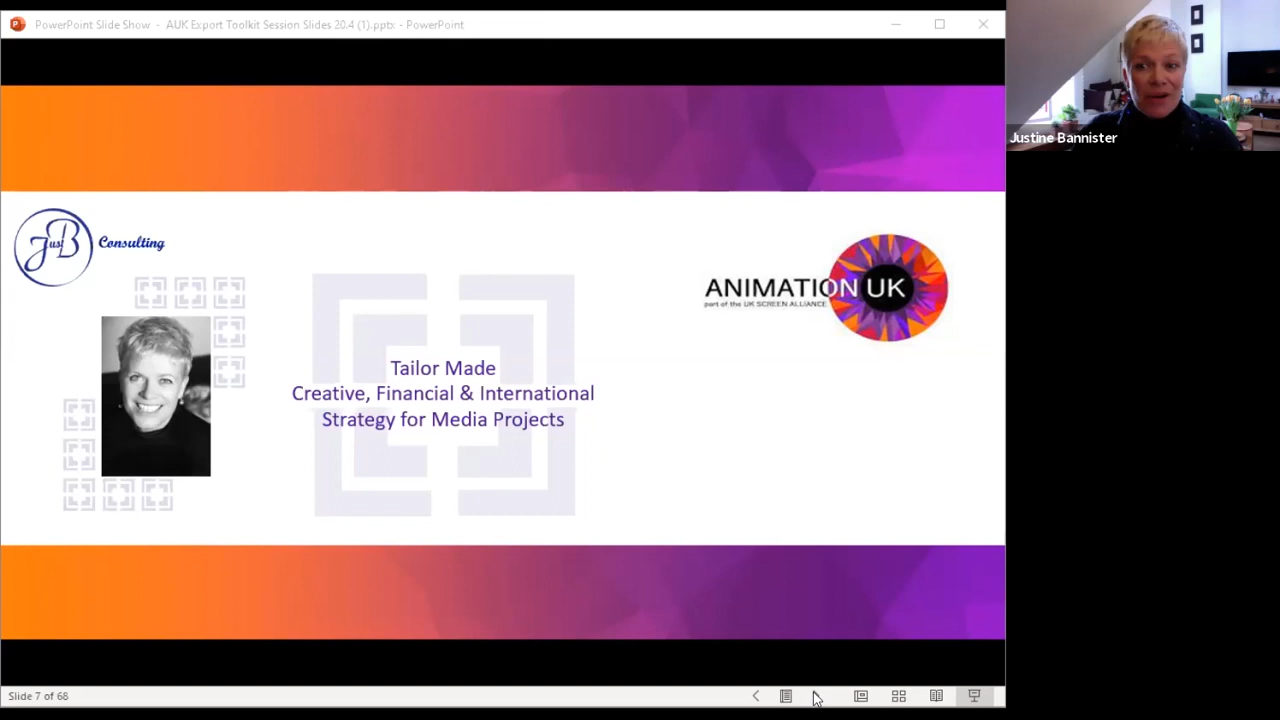 PowerPoint Slide Show - AUK Export Toolkit Session Slides 20.4 (1).pptx - PowerPoint
Justine Bannister
JustB Consulting
ANIMATION UK
part of the UK SCREEN ALLIANCE
Tailor Made
Creative, Financial & International
Strategy for Media Projects
Slide 7 of 68